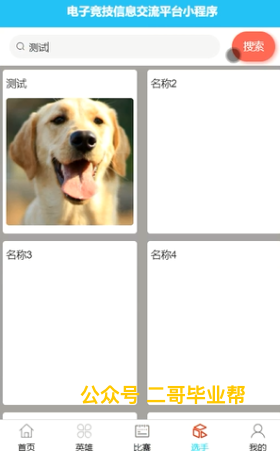 电子竞技信息交流平台小程序
测试
搜索
测试
名称2
名称3
名称4
公众号 二哥毕业帮
首页
英雄
比赛
选手
我的